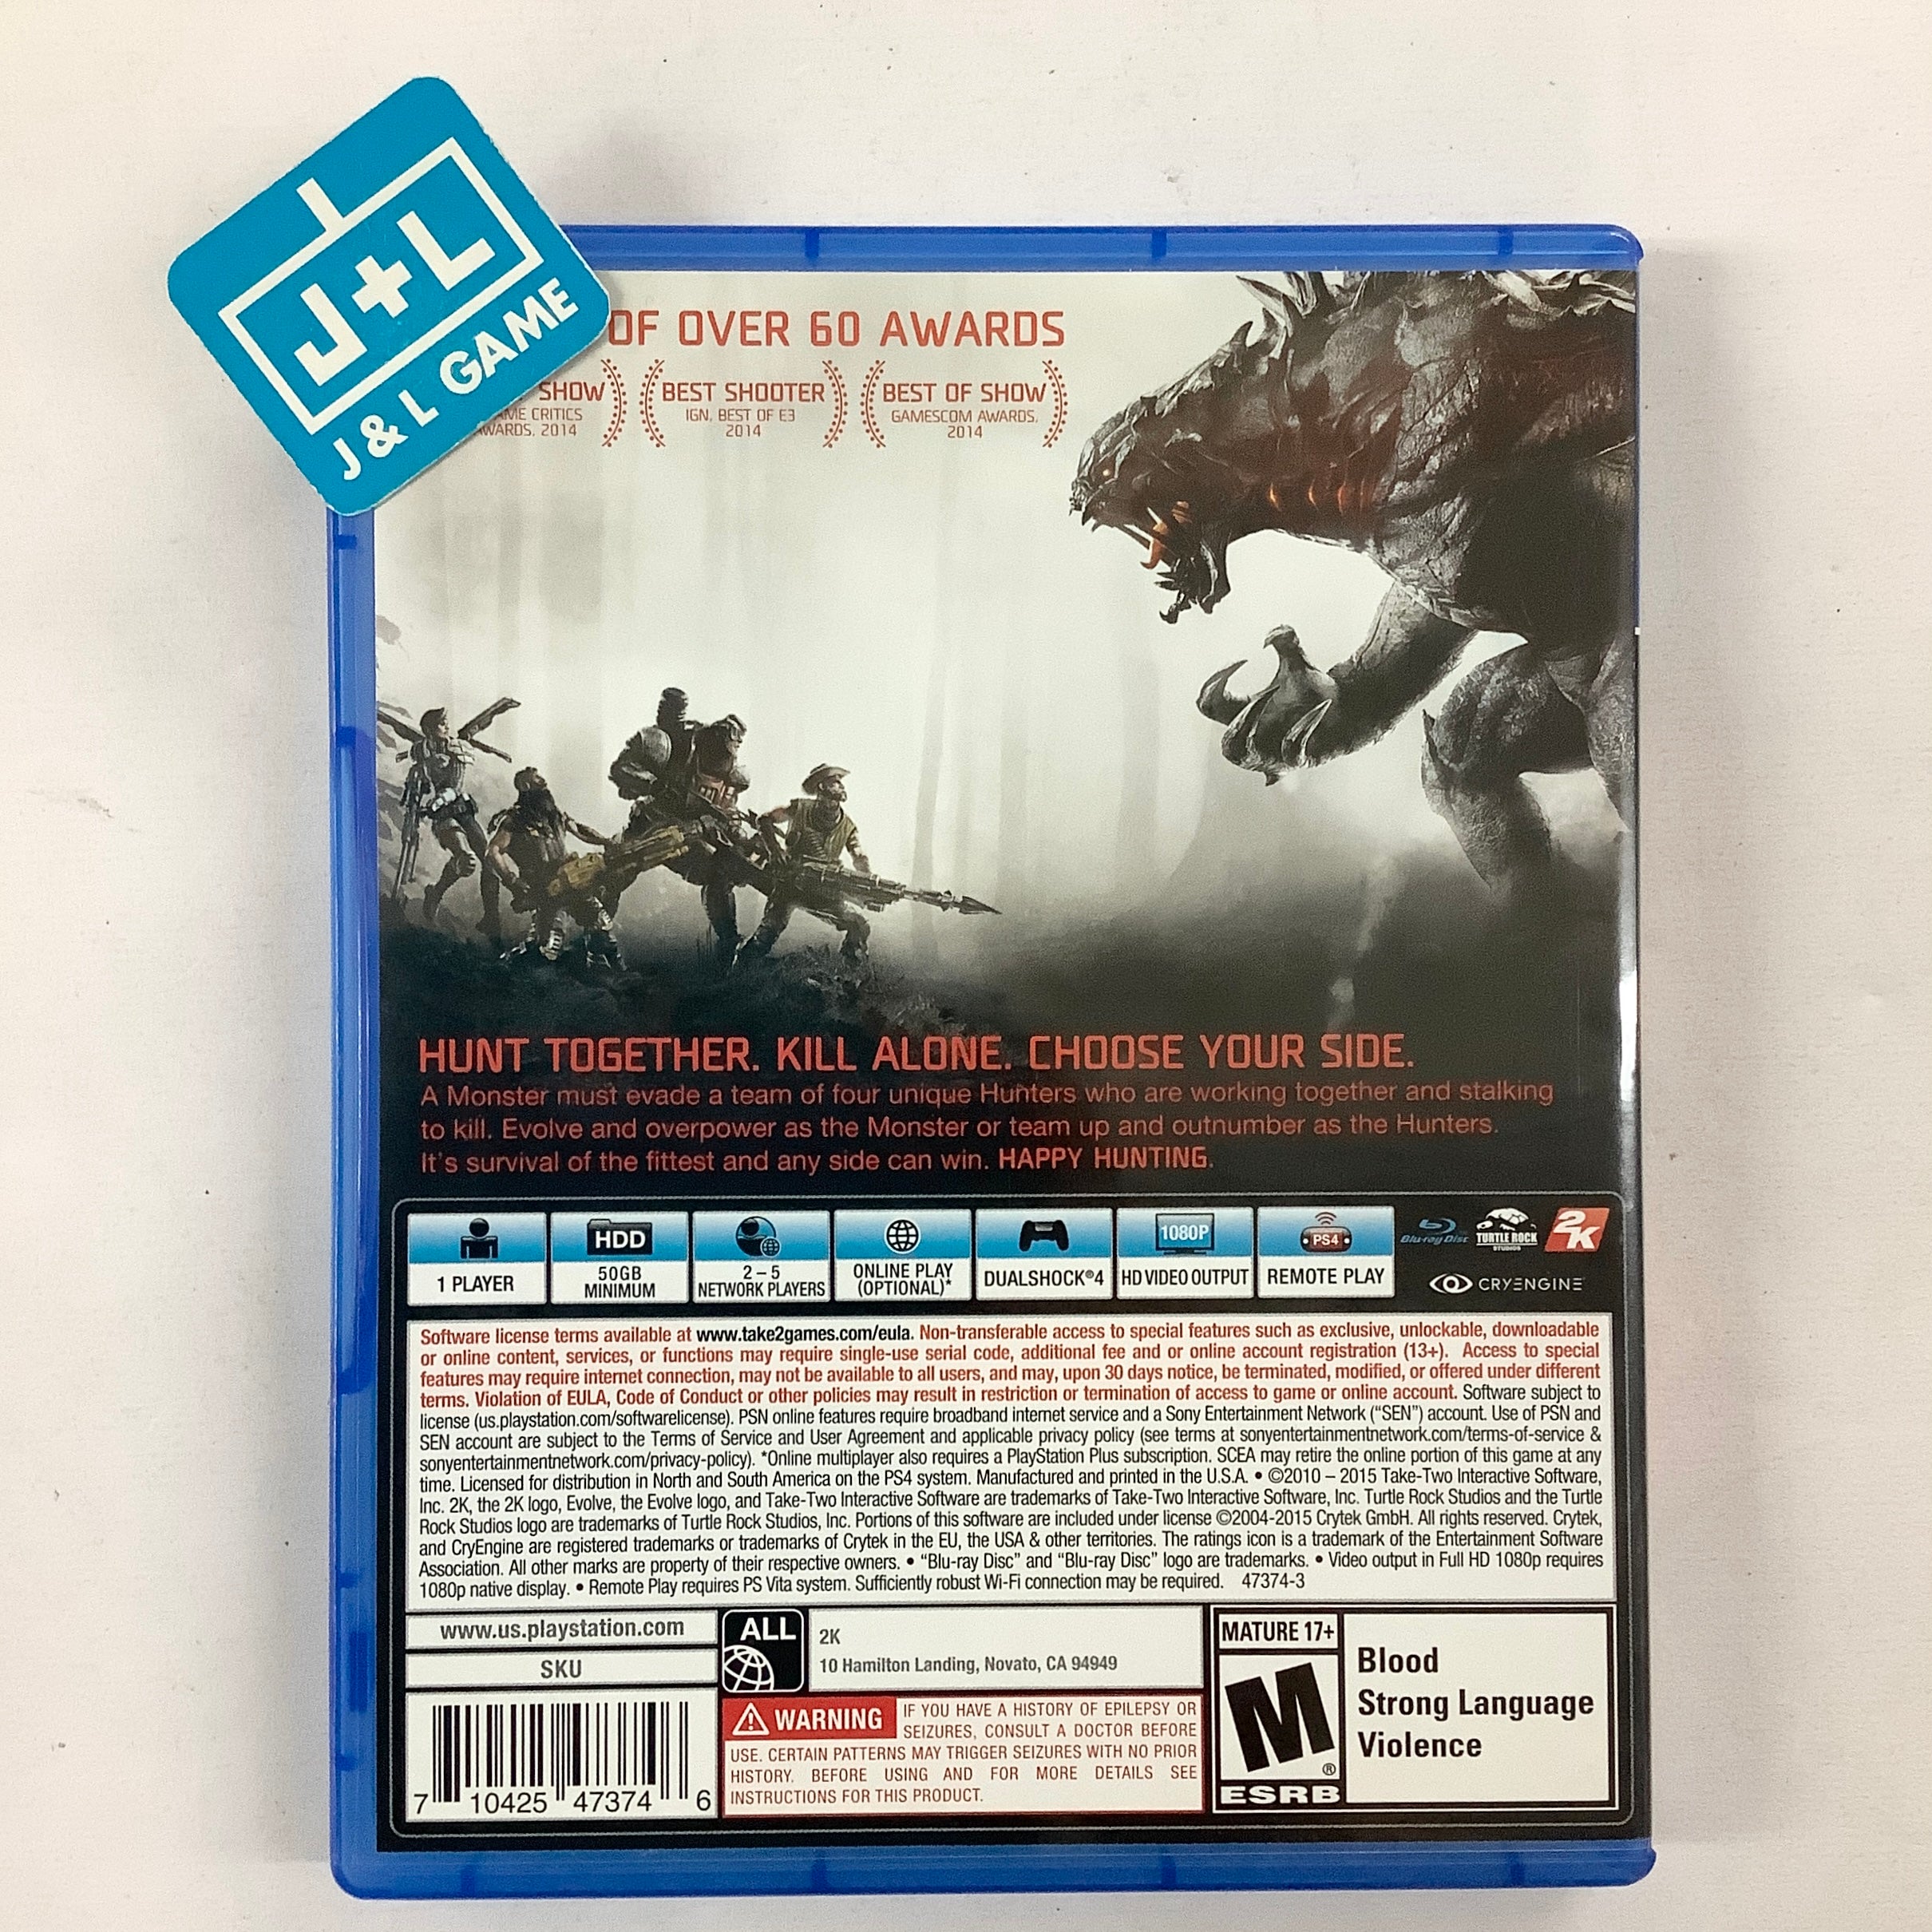 J+L
J & L GAME
OF OVER 60 AWARDS
SHOW
AME CRITICS
AWARDS, 2014
BEST SHOOTER
IGN, BEST OF E3
2014
BEST OF SHOW
GAMESCOM AWARDS,
2014
HUNT TOGETHER. KILL ALONE. CHOOSE YOUR SIDE.
A Monster must evade a team of four unique Hunters who are working together and stalking
to kill. Evolve and overpower as the Monster or team up and outnumber as the Hunters.
It's survival of the fittest and any side can win. HAPPY HUNTING.
1 PLAYER
HDD
50GB
MINIMUM
2 – 5
NETWORK PLAYERS
ONLINE PLAY
(OPTIONAL)*
DUALSHOCK®4
1080P
HD VIDEO OUTPUT
PS4
REMOTE PLAY
Blu-ray Disc
TURTLE ROCK
STUDIOS
2K
CRYENGINE
Software license terms available at www.take2games.com/eula. Non-transferable access to special features such as exclusive, unlockable, downloadable
or online content, services, or functions may require single-use serial code, additional fee and or online account registration (13+). Access to special
features may require internet connection, may not be available to all users, and may, upon 30 days notice, be terminated, modified, or offered under different
terms. Violation of EULA, Code of Conduct or other policies may result in restriction or termination of access to game or online account. Software subject to
license (us.playstation.com/softwarelicense). PSN online features require broadband internet service and a Sony Entertainment Network (“SEN”) account. Use of PSN and
SEN account are subject to the Terms of Service and User Agreement and applicable privacy policy (see terms at sonyentertainmentnetwork.com/terms-of-service &
sonyentertainmentnetwork.com/privacy-policy). *Online multiplayer also requires a PlayStation Plus subscription. SCEA may retire the online portion of this game at any
time. Licensed for distribution in North and South America on the PS4 system. Manufactured and printed in the U.S.A. • ©2010 – 2015 Take-Two Interactive Software,
Inc. 2K, the 2K logo, Evolve, the Evolve logo, and Take-Two Interactive Software are trademarks of Take-Two Interactive Software, Inc. Turtle Rock Studios and the Turtle
Rock Studios logo are trademarks of Turtle Rock Studios, Inc. Portions of this software are included under license ©2004-2015 Crytek GmbH. All rights reserved. Crytek,
and CryEngine are registered trademarks or trademarks of Crytek in the EU, the USA & other territories. The ratings icon is a trademark of the Entertainment Software
Association. All other marks are property of their respective owners. • “Blu-ray Disc” and “Blu-ray Disc” logo are trademarks. • Video output in Full HD 1080p requires
1080p native display. • Remote Play requires PS Vita system. Sufficiently robust Wi-Fi connection may be required. 47374-3
www.us.playstation.com
SKU
7 10425 47374 6
ALL
2K
10 Hamilton Landing, Novato, CA 94949
WARNING IF YOU HAVE A HISTORY OF EPILEPSY OR
SEIZURES, CONSULT A DOCTOR BEFORE
USE. CERTAIN PATTERNS MAY TRIGGER SEIZURES WITH NO PRIOR
HISTORY. BEFORE USING AND FOR MORE DETAILS SEE
INSTRUCTIONS FOR THIS PRODUCT.
MATURE 17+
M
®
ESRB
Blood
Strong Language
Violence